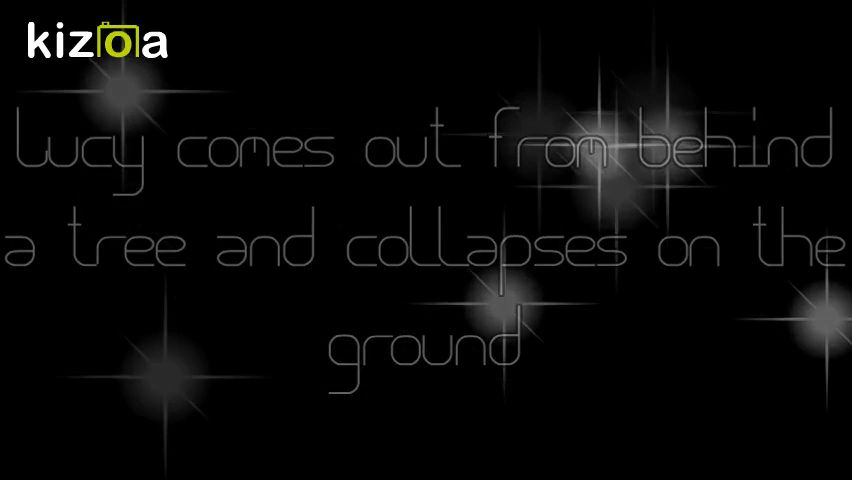 kizoa
Lucy comes out from behind
a tree and collapses on the
ground